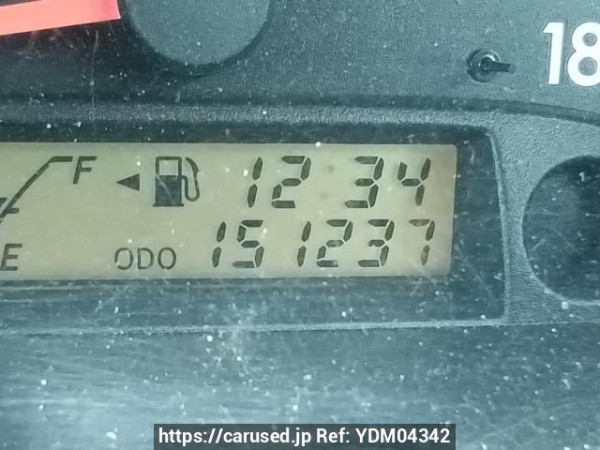 18
F 12 34
E ODO 151237
https://carused.jp Ref: YDM04342